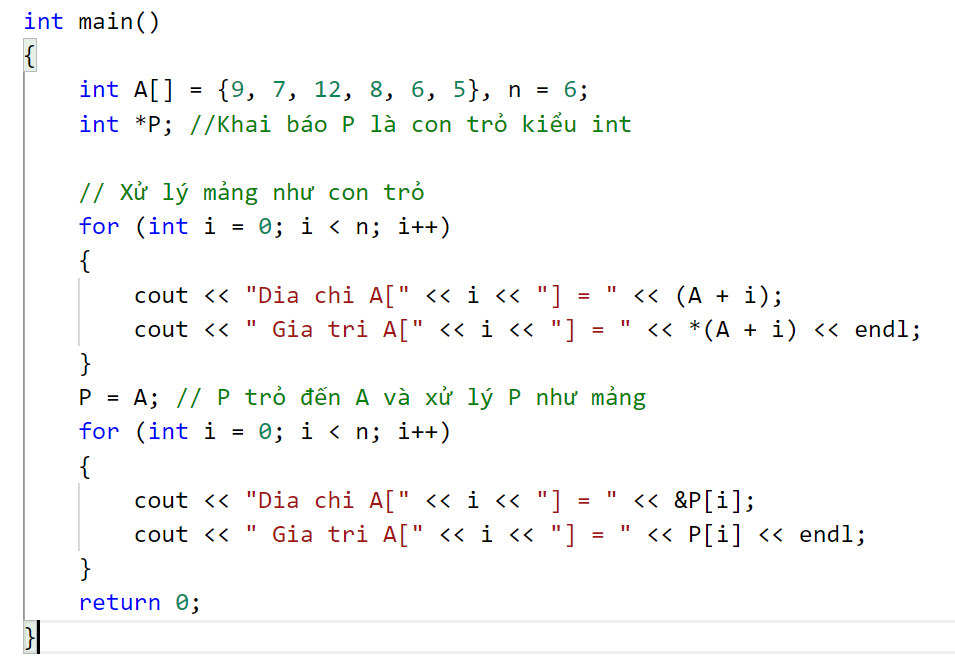 int main()
{
    int A[] = {9, 7, 12, 8, 6, 5}, n = 6;
    int *P; //Khai báo P là con trỏ kiểu int

    // Xử lý mảng như con trỏ
    for (int i = 0; i < n; i++)
    {
        cout << "Dia chi A[" << i << "] = " << (A + i);
        cout << " Gia tri A[" << i << "] = " << *(A + i) << endl;
    }
    P = A; // P trỏ đến A và xử lý P như mảng
    for (int i = 0; i < n; i++)
    {
        cout << "Dia chi A[" << i << "] = " << &P[i];
        cout << " Gia tri A[" << i << "] = " << P[i] << endl;
    }
    return 0;
}